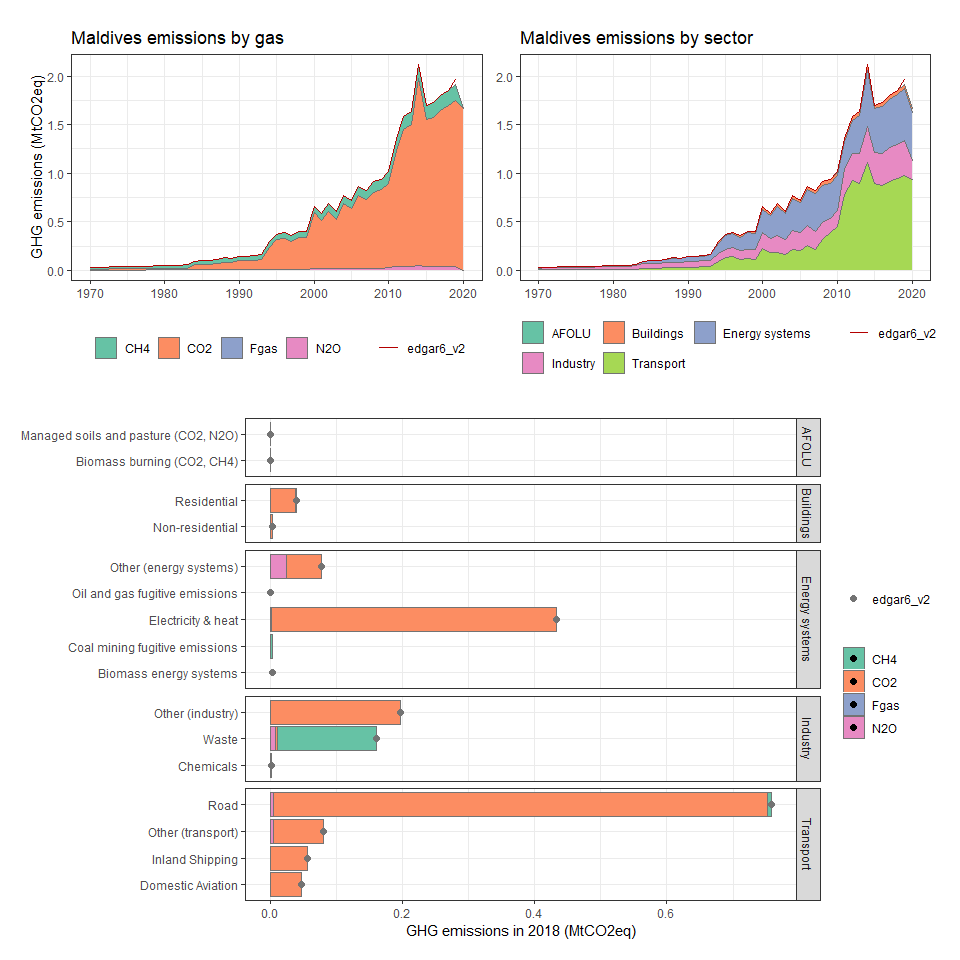 Maldives emissions by gas
Maldives emissions by sector
GHG emissions (MtCO2eq)
2.0
1.5
1.0
0.5
0.0
1970 1980 1990 2000 2010 2020
2.0
1.5
1.0
0.5
0.0
1970 1980 1990 2000 2010 2020
CH4 CO2 Fgas N2O edgar6_v2
AFOLU Buildings Energy systems edgar6_v2
Industry Transport
Managed soils and pasture (CO2, N2O)
Biomass burning (CO2, CH4)
AFOLU
Residential
Non-residential
Buildings
Other (energy systems)
Oil and gas fugitive emissions
Electricity & heat
Coal mining fugitive emissions
Biomass energy systems
Energy systems
Other (industry)
Waste
Chemicals
Industry
Road
Other (transport)
Inland Shipping
Domestic Aviation
Transport
0.0 0.2 0.4 0.6
GHG emissions in 2018 (MtCO2eq)
edgar6_v2
CH4
CO2
Fgas
N2O